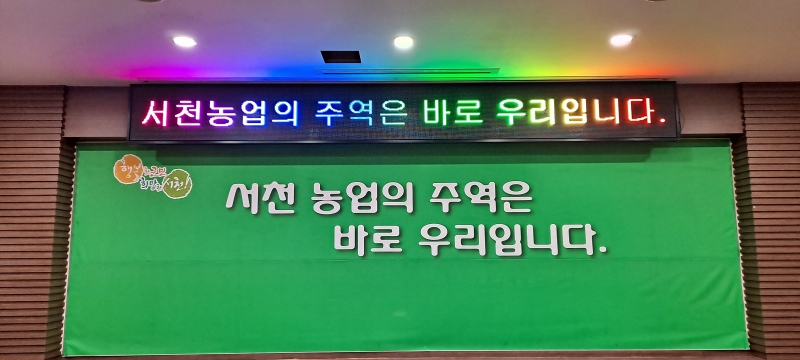 서천농업의 주역은 바로 우리입니다.
서천 농업의 주역은
바로 우리입니다.